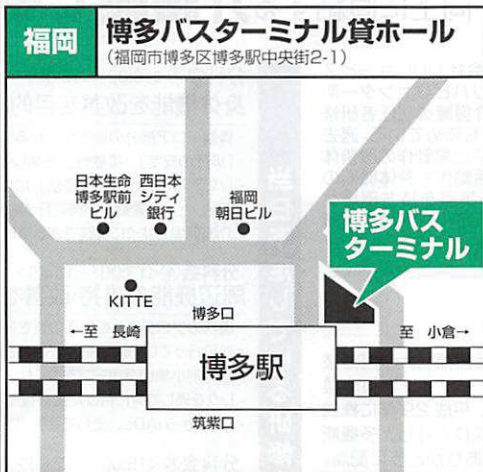 福岡
博多バスターミナル貸ホール
(福岡市博多区博多駅中央街2-1)
日本生命
博多駅前
ビル
西日本
シティ
銀行
福岡
朝日ビル
博多バス
ターミナル
KITTE
博多口
←至 長崎
至 小倉→
博多駅
筑紫口